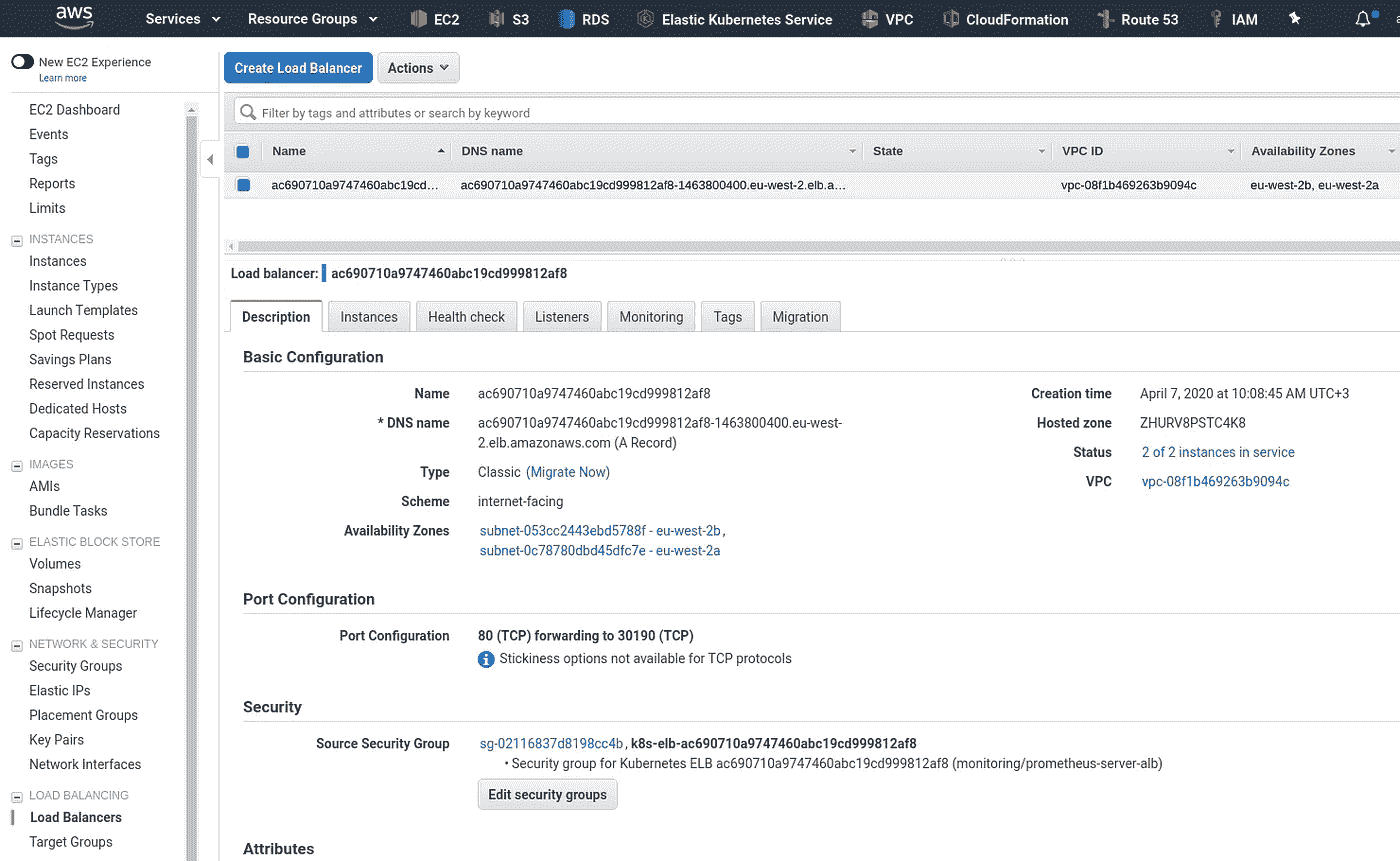 aws Services Resource Groups EC2 S3 RDS Elastic Kubernetes Service VPC CloudFormation Route 53 IAM
New EC2 Experience
Learn more
EC2 Dashboard
Events
Tags
Reports
Limits
INSTANCES
Instances
Instance Types
Launch Templates
Spot Requests
Savings Plans
Reserved Instances
Dedicated Hosts
Capacity Reservations
IMAGES
AMIs
Bundle Tasks
ELASTIC BLOCK STORE
Volumes
Snapshots
Lifecycle Manager
NETWORK & SECURITY
Security Groups
Elastic IPs
Placement Groups
Key Pairs
Network Interfaces
LOAD BALANCING
Load Balancers
Target Groups
Create Load Balancer Actions
Filter by tags and attributes or search by keyword
Name DNS name State VPC ID Availability Zones
ac690710a9747460abc19cd... ac690710a9747460abc19cd999812af8-1463800400.eu-west-2.elb.a... vpc-08f1b469263b9094c eu-west-2b, eu-west-2a
Load balancer: ac690710a9747460abc19cd999812af8
Description Instances Health check Listeners Monitoring Tags Migration
Basic Configuration
Name ac690710a9747460abc19cd999812af8
* DNS name ac690710a9747460abc19cd999812af8-1463800400.eu-west-
2.elb.amazonaws.com (A Record)
Type Classic (Migrate Now)
Scheme internet-facing
Availability Zones subnet-053cc2443ebd5788f - eu-west-2b,
subnet-0c78780dbd45dfc7e - eu-west-2a
Creation time April 7, 2020 at 10:08:45 AM UTC+3
Hosted zone ZHURV8PSTC4K8
Status 2 of 2 instances in service
VPC vpc-08f1b469263b9094c
Port Configuration
Port Configuration 80 (TCP) forwarding to 30190 (TCP)
Stickiness options not available for TCP protocols
Security
Source Security Group sg-02116837d8198cc4b, k8s-elb-ac690710a9747460abc19cd999812af8
• Security group for Kubernetes ELB ac690710a9747460abc19cd999812af8 (monitoring/prometheus-server-alb)
Edit security groups
Attributes